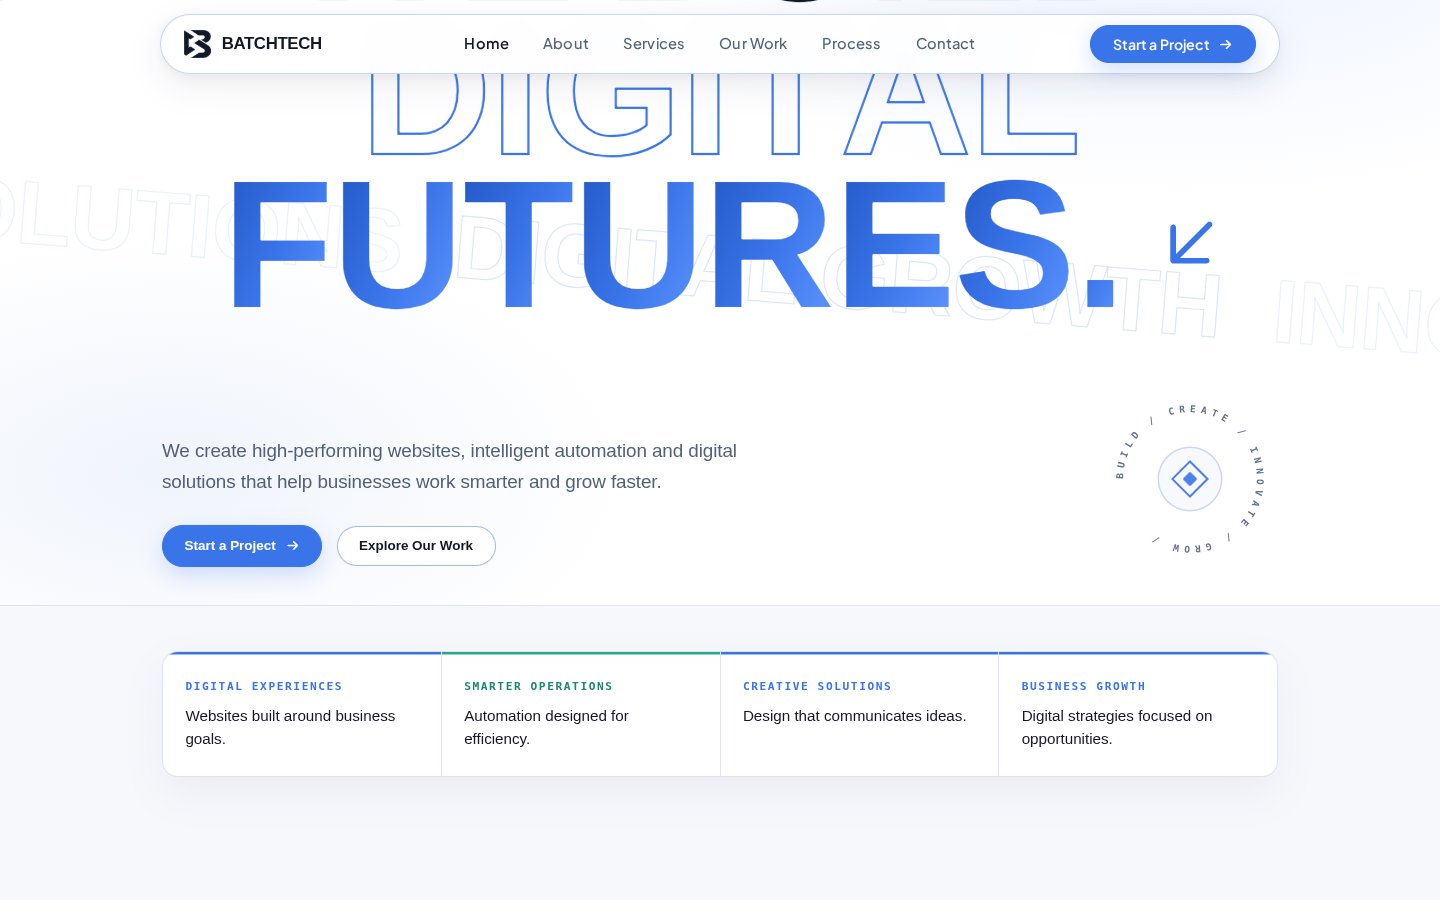 BATCHTECH
Home
About
Services
Our Work
Process
Contact
Start a Project
DIGITAL
FUTURES.
DIGITAL GROWTH
We create high-performing websites, intelligent automation and digital
solutions that help businesses work smarter and grow faster.
Start a Project
Explore Our Work
BUILD / CREATE / INNOVATE / GROW /
DIGITAL EXPERIENCES
Websites built around business
goals.
SMARTER OPERATIONS
Automation designed for
efficiency.
CREATIVE SOLUTIONS
Design that communicates ideas.
BUSINESS GROWTH
Digital strategies focused on
opportunities.